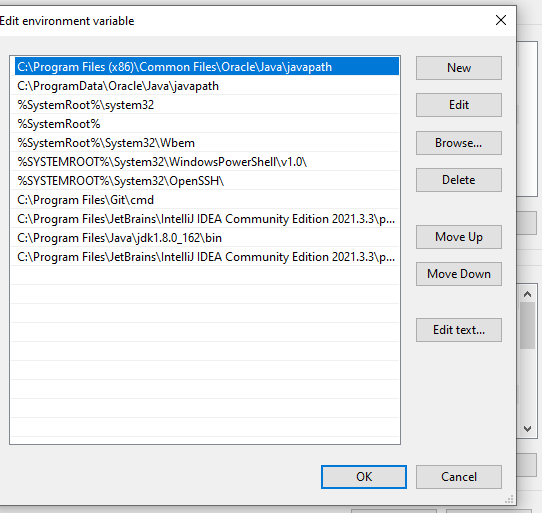 Edit environment variable
C:\Program Files (x86)\Common Files\Oracle\Java\javapath
C:\ProgramData\Oracle\Java\javapath
%SystemRoot%\system32
%SystemRoot%
%SystemRoot%\System32\Wbem
%SYSTEMROOT%\System32\WindowsPowerShell\v1.0\
%SYSTEMROOT%\System32\OpenSSH\
C:\Program Files\Git\cmd
C:\Program Files\JetBrains\IntelliJ IDEA Community Edition 2021.3.3\p...
C:\Program Files\Java\jdk1.8.0_162\bin
C:\Program Files\JetBrains\IntelliJ IDEA Community Edition 2021.3.3\p...
New
Edit
Browse...
Delete
Move Up
Move Down
Edit text...
OK
Cancel